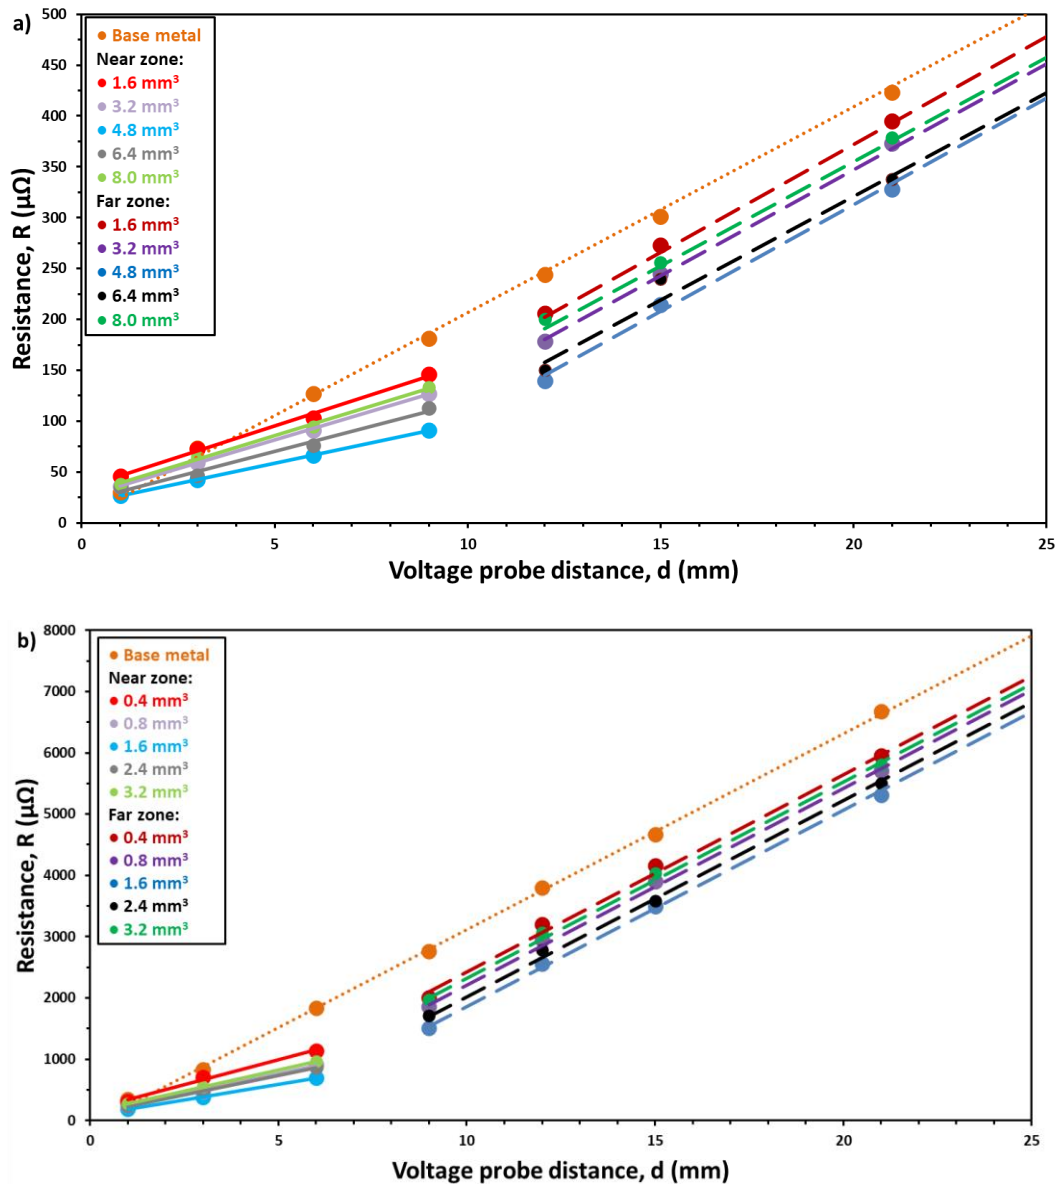 a)
500
450
400
350
300
250
200
150
100
50
0
Resistance, R (μΩ)
Base metal
Near zone:
1.6 mm³
3.2 mm³
4.8 mm³
6.4 mm³
8.0 mm³
Far zone:
1.6 mm³
3.2 mm³
4.8 mm³
6.4 mm³
8.0 mm³
0 5 10 15 20 25
Voltage probe distance, d (mm)
b)
8000
7000
6000
5000
4000
3000
2000
1000
0
Resistance, R (μΩ)
Base metal
Near zone:
0.4 mm³
0.8 mm³
1.6 mm³
2.4 mm³
3.2 mm³
Far zone:
0.4 mm³
0.8 mm³
1.6 mm³
2.4 mm³
3.2 mm³
0 5 10 15 20 25
Voltage probe distance, d (mm)